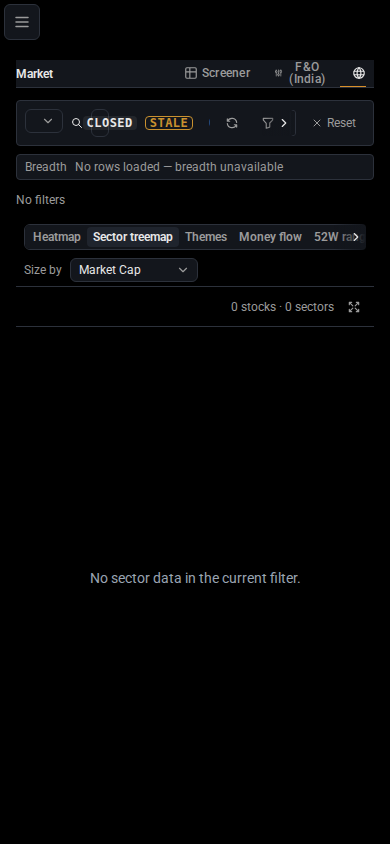 Market
Screener
F&O
(India)
CLOSED
STALE
Reset
Breadth No rows loaded — breadth unavailable
No filters
Heatmap Sector treemap Themes Money flow 52W
Size by Market Cap
0 stocks · 0 sectors
No sector data in the current filter.